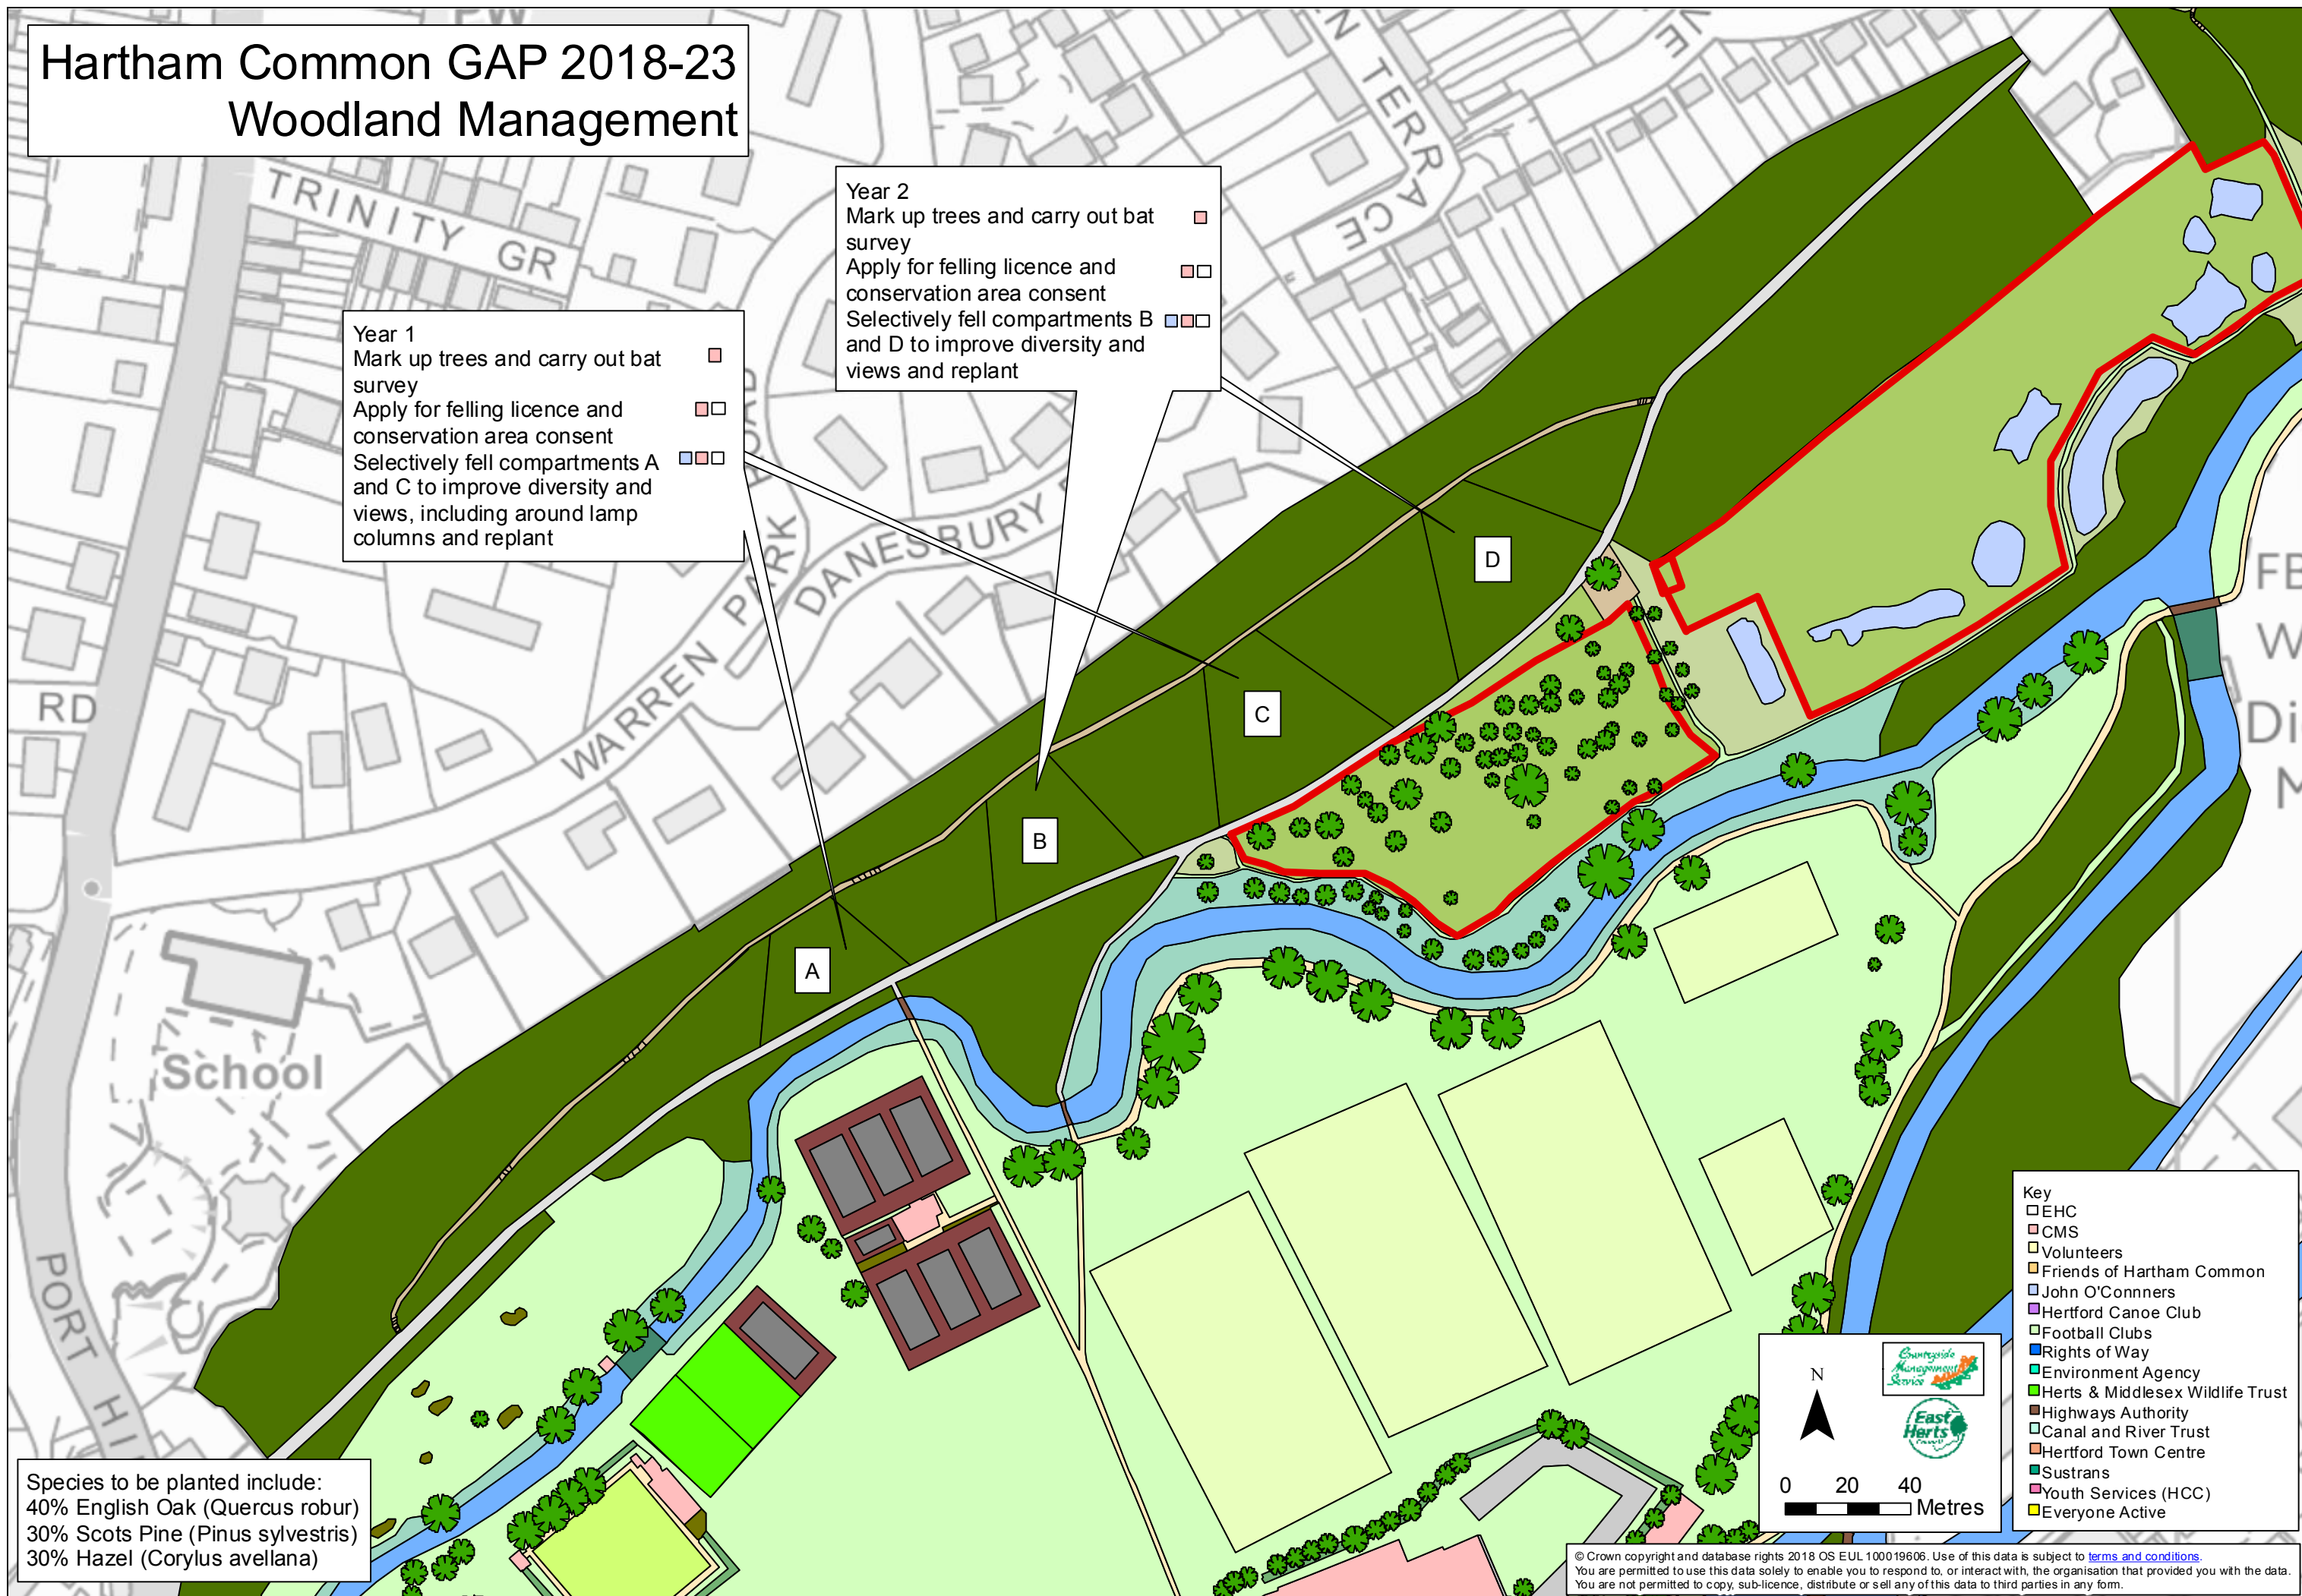 Hartham Common GAP 2018-23
Woodland Management
PW
TRINITY GR
N TERRACE
Year 2
Mark up trees and carry out bat
survey
Apply for felling licence and
conservation area consent
Selectively fell compartments B
and D to improve diversity and
views and replant
Year 1
Mark up trees and carry out bat
survey
Apply for felling licence and
conservation area consent
Selectively fell compartments A
and C to improve diversity and
views, including around lamp
columns and replant
WARREN PARK ROAD
DANESBURY
RD
D
C
B
A
FB
W
Di
M
School
PORT HI
Key
EHC
CMS
Volunteers
Friends of Hartham Common
John O'Connners
Hertford Canoe Club
Football Clubs
Rights of Way
Environment Agency
Herts & Middlesex Wildlife Trust
Highways Authority
Canal and River Trust
Hertford Town Centre
Sustrans
Youth Services (HCC)
Everyone Active
N
Countryside
Management
Service
East
Herts
Council
0 20 40
Metres
Species to be planted include:
40% English Oak (Quercus robur)
30% Scots Pine (Pinus sylvestris)
30% Hazel (Corylus avellana)
© Crown copyright and database rights 2018 OS EUL 100019606. Use of this data is subject to terms and conditions.
You are permitted to use this data solely to enable you to respond to, or interact with, the organisation that provided you with the data.
You are not permitted to copy, sub-licence, distribute or sell any of this data to third parties in any form.